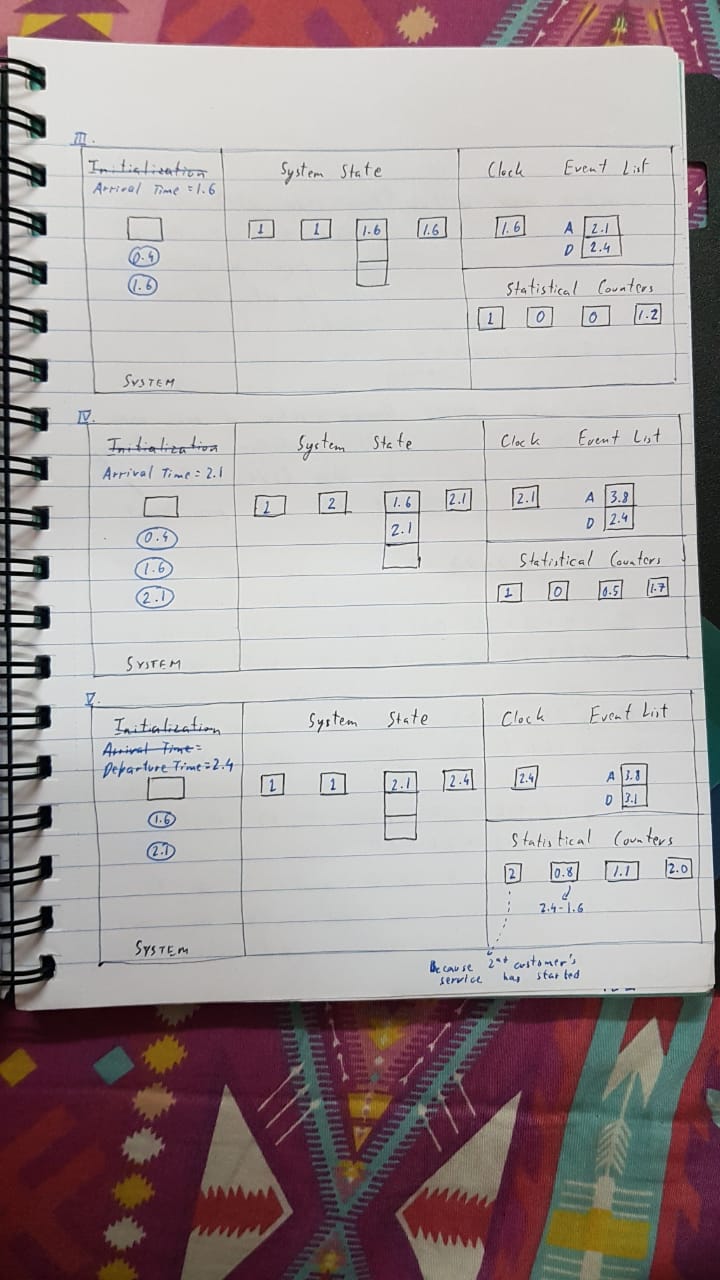 III.
Initialization System State Clock Event List
Arrival Time = 1.6
1 1 1.6 1.6 1.6 A 2.1
0.4 D 2.4
1.6 Statistical Counters
1 0 0 1.2
SYSTEM
IV.
Initialization System State Clock Event List
Arrival Time = 2.1
1 2 1.6 2.1 2.1 A 3.8
2.1 D 2.4
0.4
1.6 Statistical Counters
2.1 1 0 0.5 1.7
SYSTEM
V.
Initialization System State Clock Event List
Arrival Time =
Departure Time = 2.4
1 1 2.1 2.4 2.4 A 3.8
D 3.1
1.6
2.1 Statistical Counters
2 0.8 1.1 2.0
2.4-1.6
SYSTEM
Because 2nd customer's
service has started